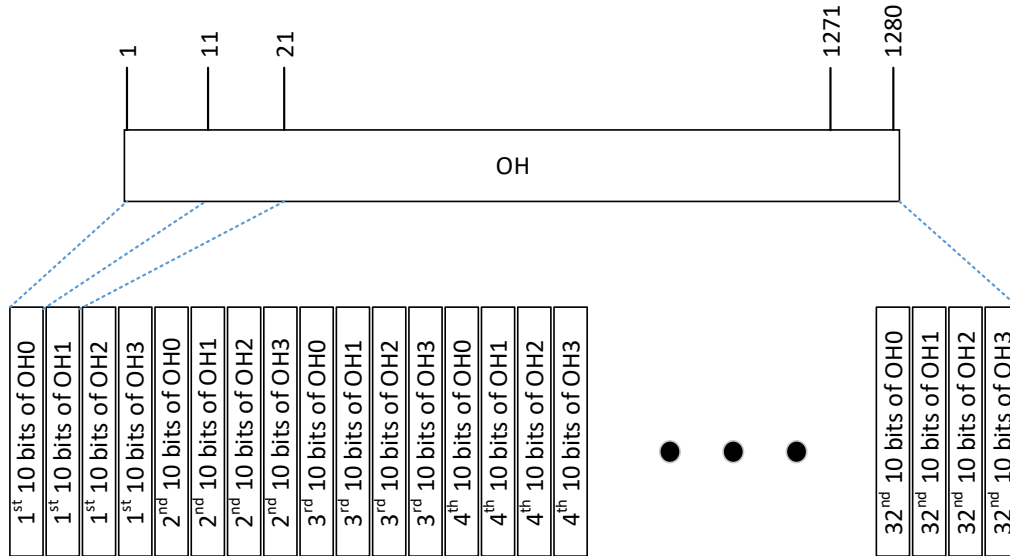 1
11
21
1271
1280
OH
1st 10 bits of OH0
1st 10 bits of OH1
1st 10 bits of OH2
1st 10 bits of OH3
2nd 10 bits of OH0
2nd 10 bits of OH1
2nd 10 bits of OH2
2nd 10 bits of OH3
3rd 10 bits of OH0
3rd 10 bits of OH1
3rd 10 bits of OH2
3rd 10 bits of OH3
4th 10 bits of OH0
4th 10 bits of OH1
4th 10 bits of OH2
4th 10 bits of OH3
32nd 10 bits of OH0
32nd 10 bits of OH1
32nd 10 bits of OH2
32nd 10 bits of OH3